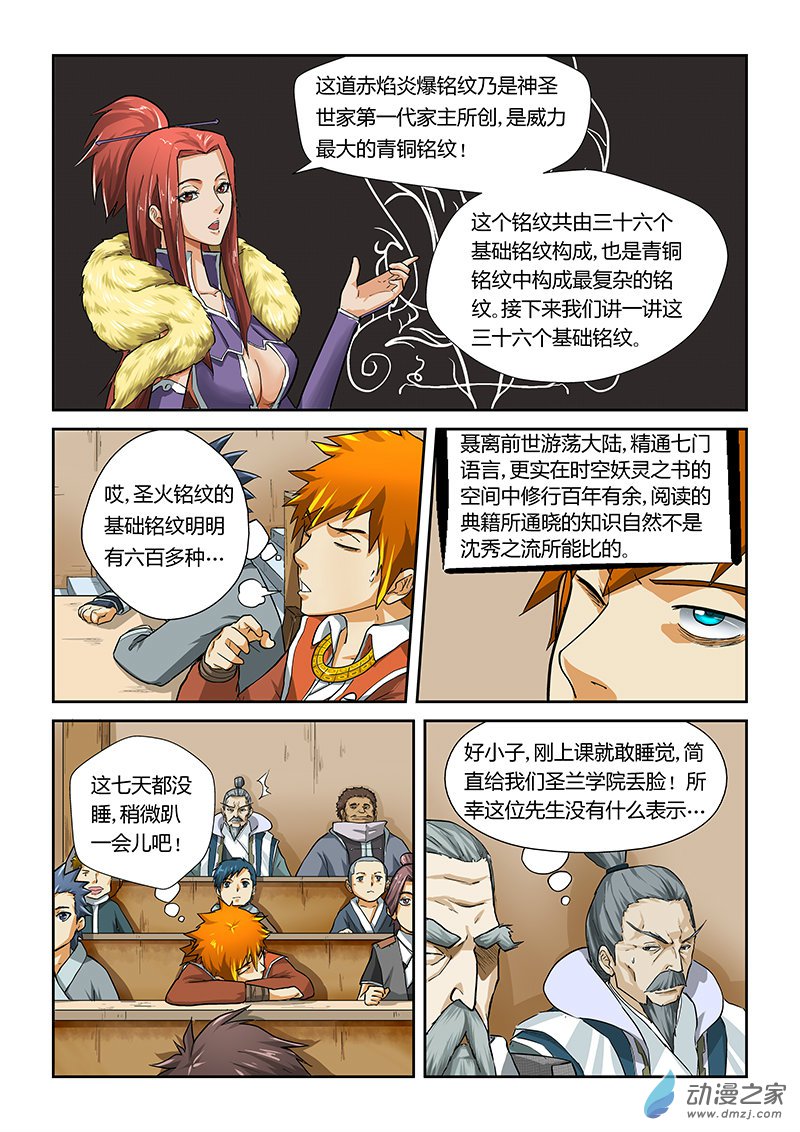 这道赤焰炎爆铭纹乃是神圣
世家第一代家主所创，是威力
最大的青铜铭纹！
这个铭纹共由三十六个
基础铭纹构成，也是青铜
铭纹中构成最复杂的铭
纹。接下来我们讲一讲这
三十六个基础铭纹。
哎，圣火铭纹的
基础铭纹明明
有六百多种…
聂离前世游荡大陆，精通七门
语言，更实在时空妖灵之书的
空间中修行百年有余，阅读的
典籍所通晓的知识自然不是
沈秀之流所能比的。
这七天都没
睡，稍微趴
一会儿吧！
好小子，刚上课就敢睡觉，简
直给我们圣兰学院丢脸！所
幸这位先生没有什么表示…
动漫之家
www.dmzj.com